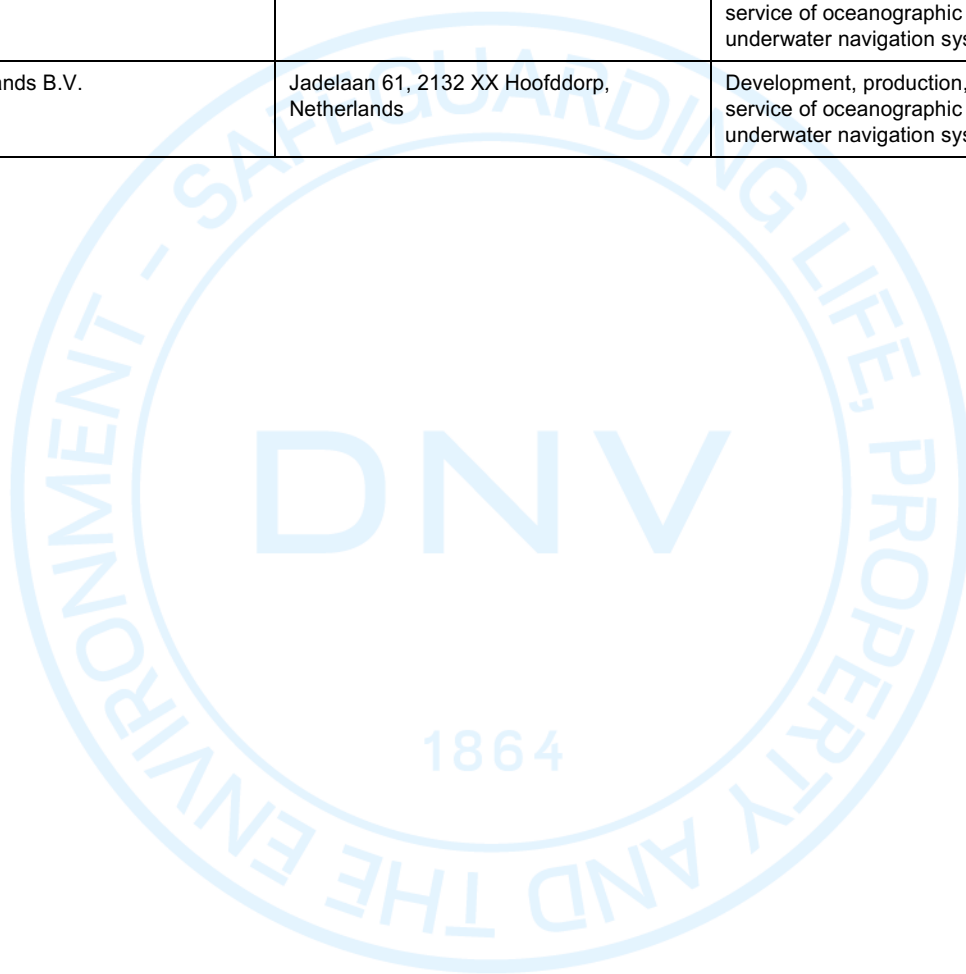 service of oceanographic
underwater navigation sys
ands B.V.
Jadelaan 61, 2132 XX Hoofddorp,
Netherlands
Development, production,
service of oceanographic
underwater navigation sys
SAFEGUARDING LIFE, PROPERTY AND THE ENVIRONMENT -
DNV
1864